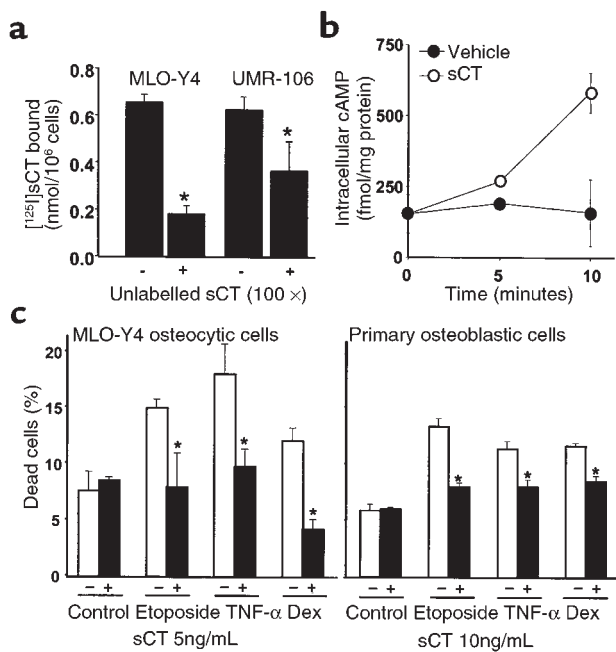 a
MLO-Y4 UMR-106
[125I]sCT bound
(nmol/10^6 cells)
0.8
0.6
0.4
0.2
0.0
*
*
- + - +
Unlabelled sCT (100 ×)
b
Intracellular cAMP
(fmol/mg protein)
750
500
250
0
Vehicle
sCT
0 5 10
Time (minutes)
c
MLO-Y4 osteocytic cells
Primary osteoblastic cells
Dead cells (%)
20
15
10
5
0
* * *
* * *
− + − + − + − +
− + − + − + − +
Control Etoposide TNF-α Dex
Control Etoposide TNF-α Dex
sCT 5ng/mL
sCT 10ng/mL